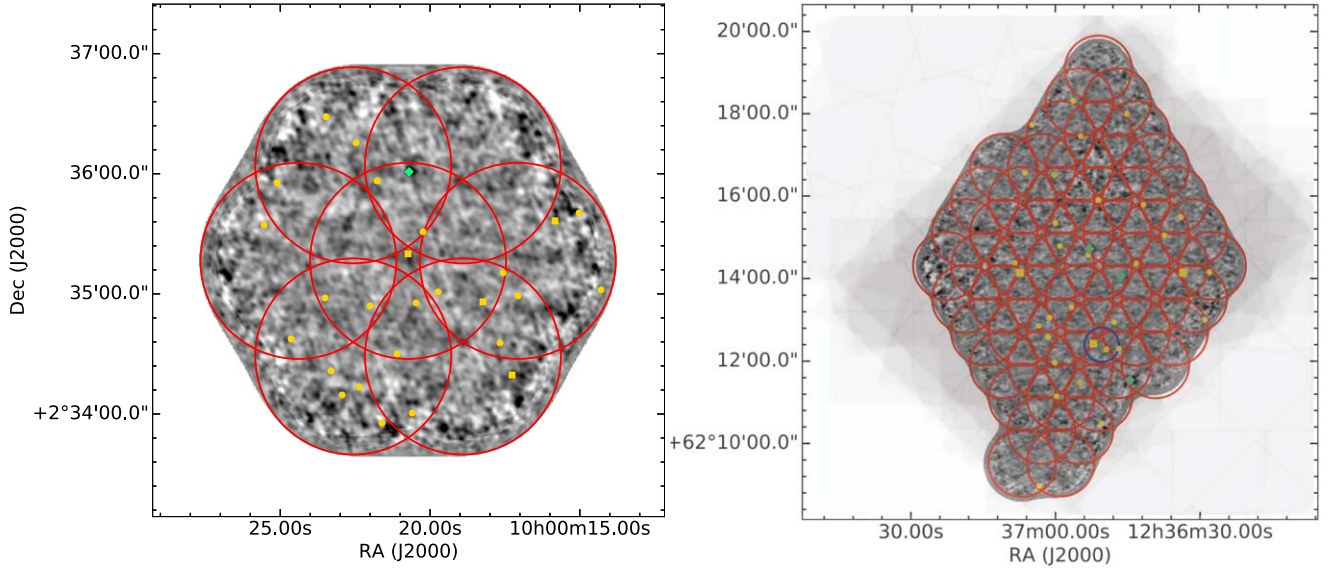 37'00.0"
36'00.0"
35'00.0"
+2°34'00.0"
Dec (J2000)
25.00s 20.00s 10h00m15.00s
RA (J2000)
20'00.0"
18'00.0"
16'00.0"
14'00.0"
12'00.0"
+62°10'00.0"
30.00s 37m00.00s 12h36m30.00s
RA (J2000)